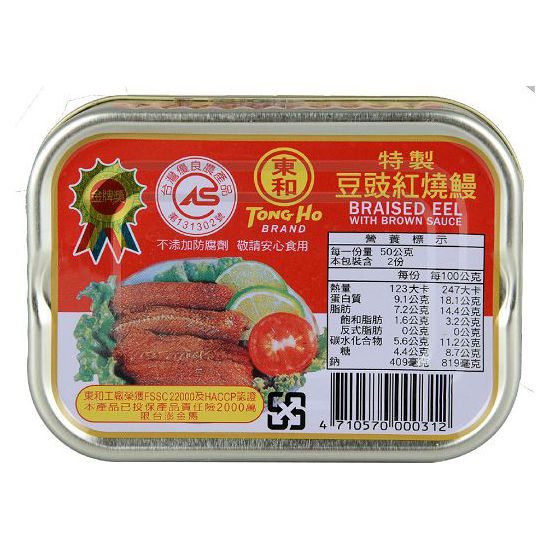 金牌獎
台灣優良農產品
第131302號
東和
TONG HO
BRAND
不添加防腐劑 敬請安心食用
特製
豆豉紅燒鰻
BRAISED EEL
WITH BROWN SAUCE
營養標示
每一份量 50公克
本包裝含 2份
每份 每100公克
熱量 123大卡 247大卡
蛋白質 9.1公克 18.1公克
脂肪 7.2公克 14.4公克
飽和脂肪 1.6公克 3.2公克
反式脂肪 0公克 0公克
碳水化合物 5.6公克 11.2公克
糖 4.4公克 8.7公克
鈉 409毫克 819毫克
東和工廠榮獲FSSC22000及HACCP認證
本產品已投保產品責任險2000萬
限台澎金馬
4 710570 000312